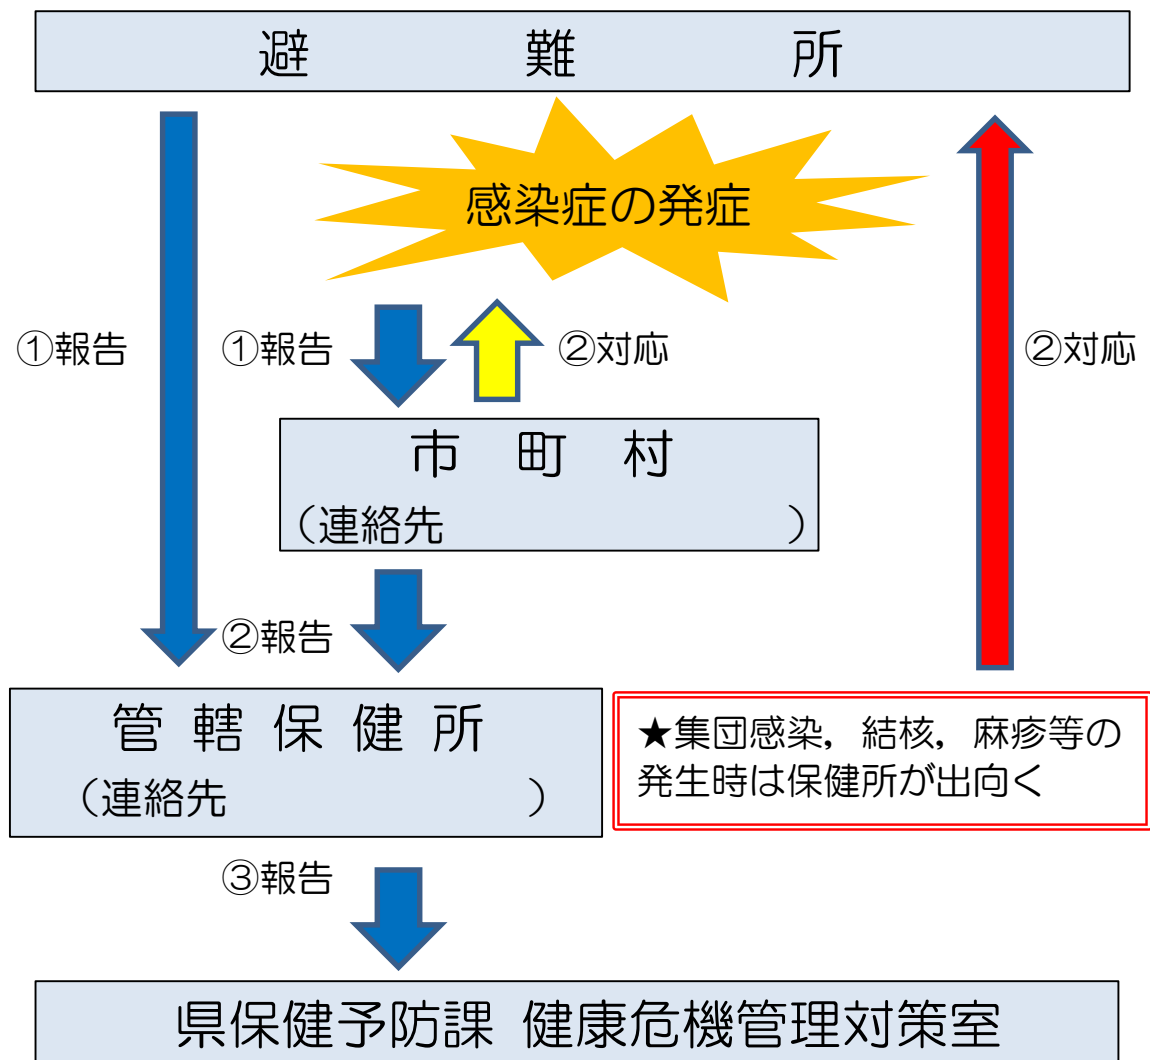 避難所
感染症の発症
①報告
①報告
②対応
②対応
市町村
（連絡先　　　　　　　）
②報告
管轄保健所
（連絡先　　　　　　　）
★集団感染，結核，麻疹等の
発生時は保健所が出向く
③報告
県保健予防課 健康危機管理対策室